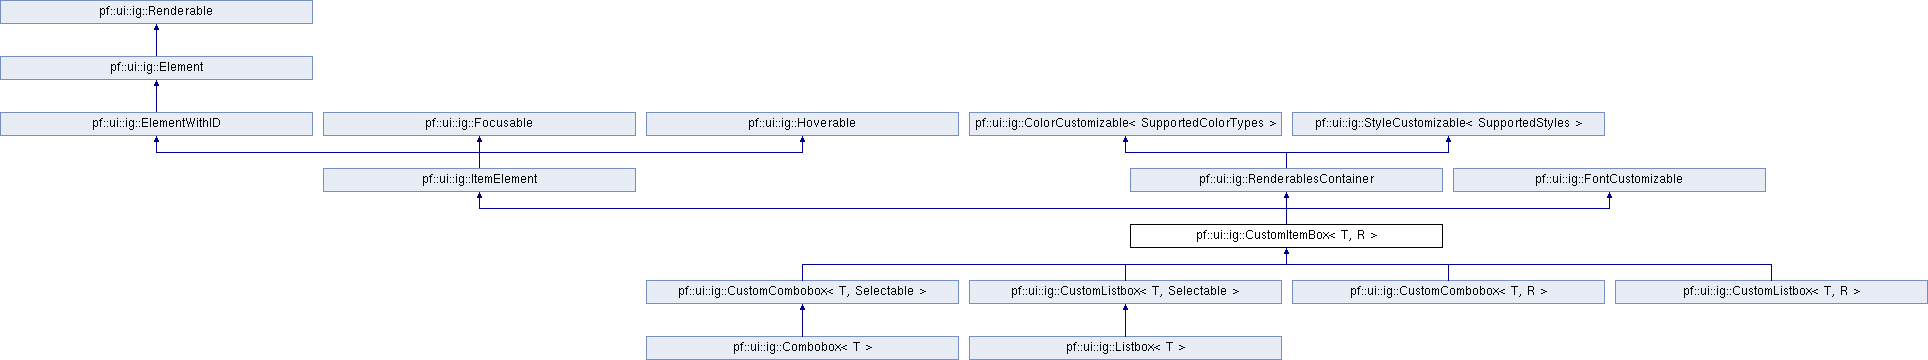 pf::ui::ig::Renderable
pf::ui::ig::Element
pf::ui::ig::ElementWithID
pf::ui::ig::Focusable
pf::ui::ig::Hoverable
pf::ui::ig::ColorCustomizable< SupportedColorTypes >
pf::ui::ig::StyleCustomizable< SupportedStyles >
pf::ui::ig::ItemElement
pf::ui::ig::RenderablesContainer
pf::ui::ig::FontCustomizable
pf::ui::ig::CustomItemBox< T, R >
pf::ui::ig::CustomCombobox< T, Selectable >
pf::ui::ig::CustomListbox< T, Selectable >
pf::ui::ig::CustomCombobox< T, R >
pf::ui::ig::CustomListbox< T, R >
pf::ui::ig::Combobox< T >
pf::ui::ig::Listbox< T >